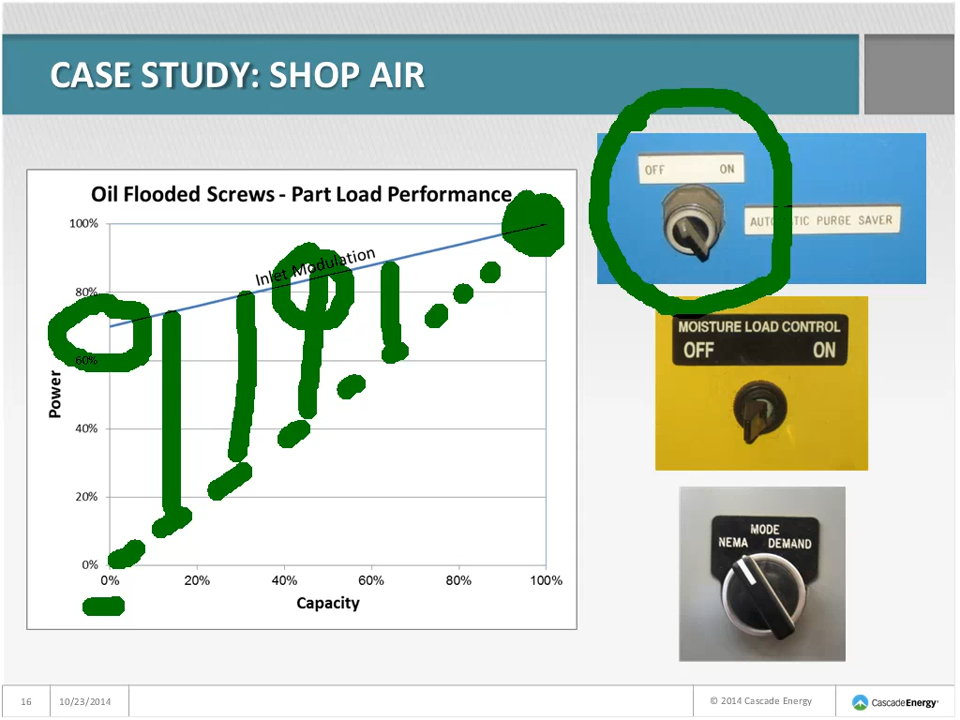 CASE STUDY: SHOP AIR
Oil Flooded Screws - Part Load Performance
100%
80%
60%
40%
20%
0%
Power
Inlet Modulation
0% 20% 40% 60% 80% 100%
Capacity
OFF ON
AUTOMATIC PURGE SAVER
MOISTURE LOAD CONTROL
OFF ON
MODE
NEMA DEMAND
16 10/23/2014 © 2014 Cascade Energy CascadeEnergy